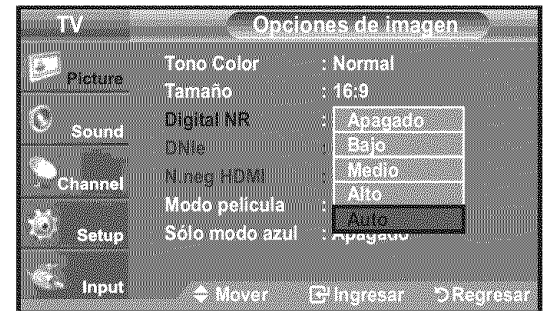 TV
Opciones de imagen
Picture
Sound
Channel
Setup
Input
Tono Color : Normal
Tamaño : 16:9
Digital NR : Apagado
DNIe : Bajo
N.neg HDMI : Medio
Alto
Modo película : Auto
Sólo modo azul : Apagado
Mover Ingresar Regresar